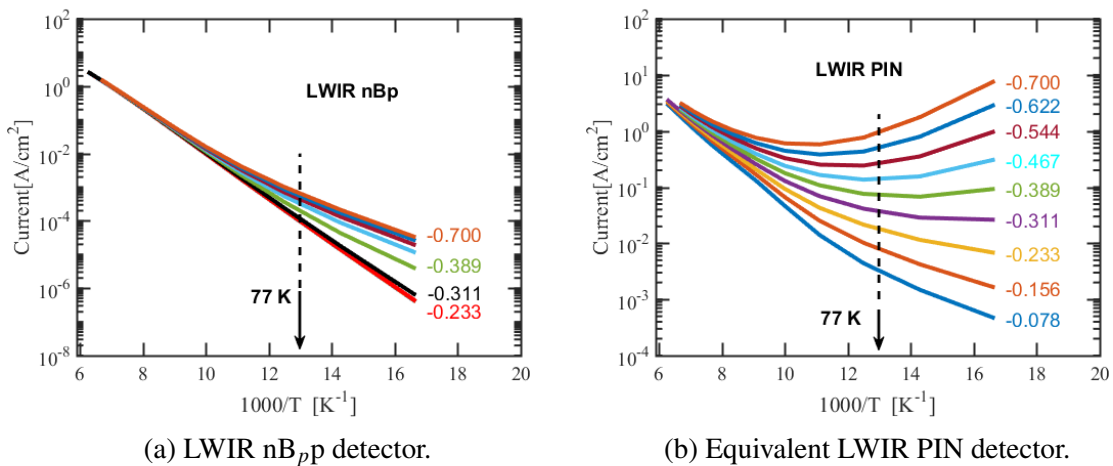 10^2
10^0
10^-2
10^-4
10^-6
10^-8
Current[A/cm^2]
LWIR nBp
-0.700
-0.389
-0.311
-0.233
77 K
6 8 10 12 14 16 18 20
1000/T [K^-1]
(a) LWIR nB_pp detector.
10^2
10^1
10^0
10^-1
10^-2
10^-3
10^-4
Current[A/cm^2]
LWIR PIN
-0.700
-0.622
-0.544
-0.467
-0.389
-0.311
-0.233
-0.156
-0.078
77 K
6 8 10 12 14 16 18 20
1000/T [K^-1]
(b) Equivalent LWIR PIN detector.